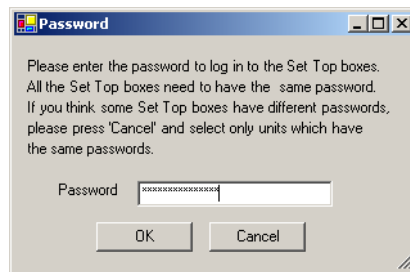 Password
Please enter the password to log in to the Set Top boxes.
All the Set Top boxes need to have the same password.
If you think some Set Top boxes have different passwords,
please press 'Cancel' and select only units which have
the same passwords.
Password ***************
OK Cancel